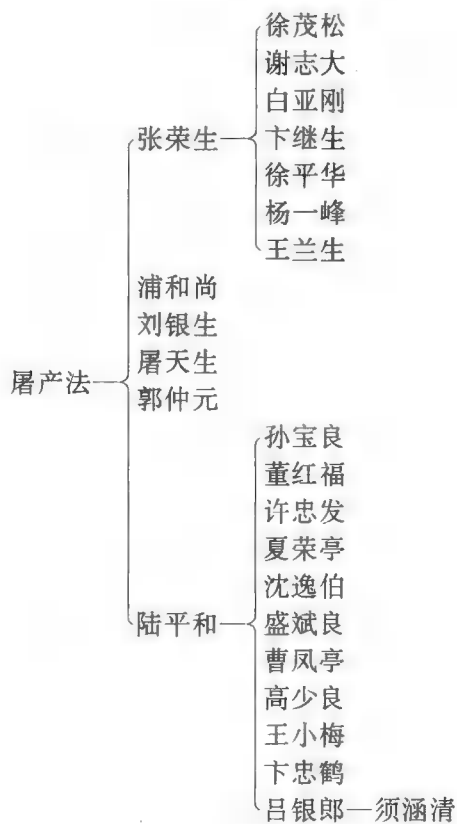 徐茂松
谢志大
白亚刚
张荣生
卞继生
徐平华
杨一峰
王兰生
浦和尚
刘银生
屠天生
屠产法
郭仲元
孙宝良
董红福
许忠发
夏荣亭
沈逸伯
陆平和
盛斌良
曹凤亭
高少良
王小梅
卞忠鹤
吕银郎—须涵清